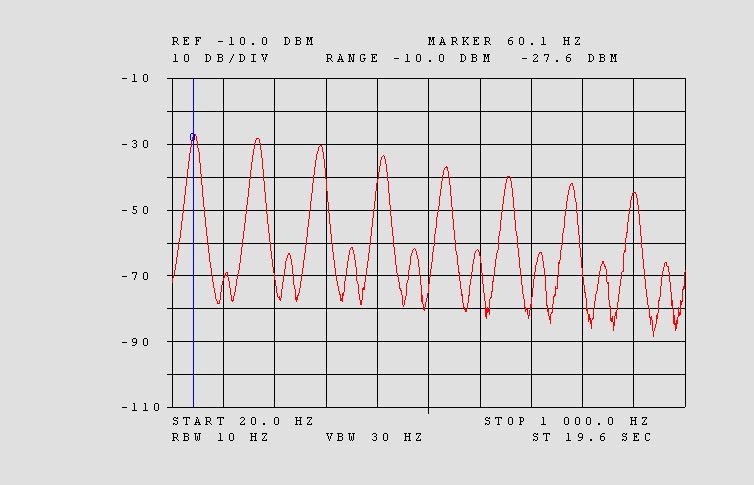 REF -10.0 DBM MARKER 60.1 HZ
10 DB/DIV RANGE -10.0 DBM -27.6 DBM
-10
-30
-50
-70
-90
-110
START 20.0 HZ STOP 1 000.0 HZ
RBW 10 HZ VBW 30 HZ ST 19.6 SEC